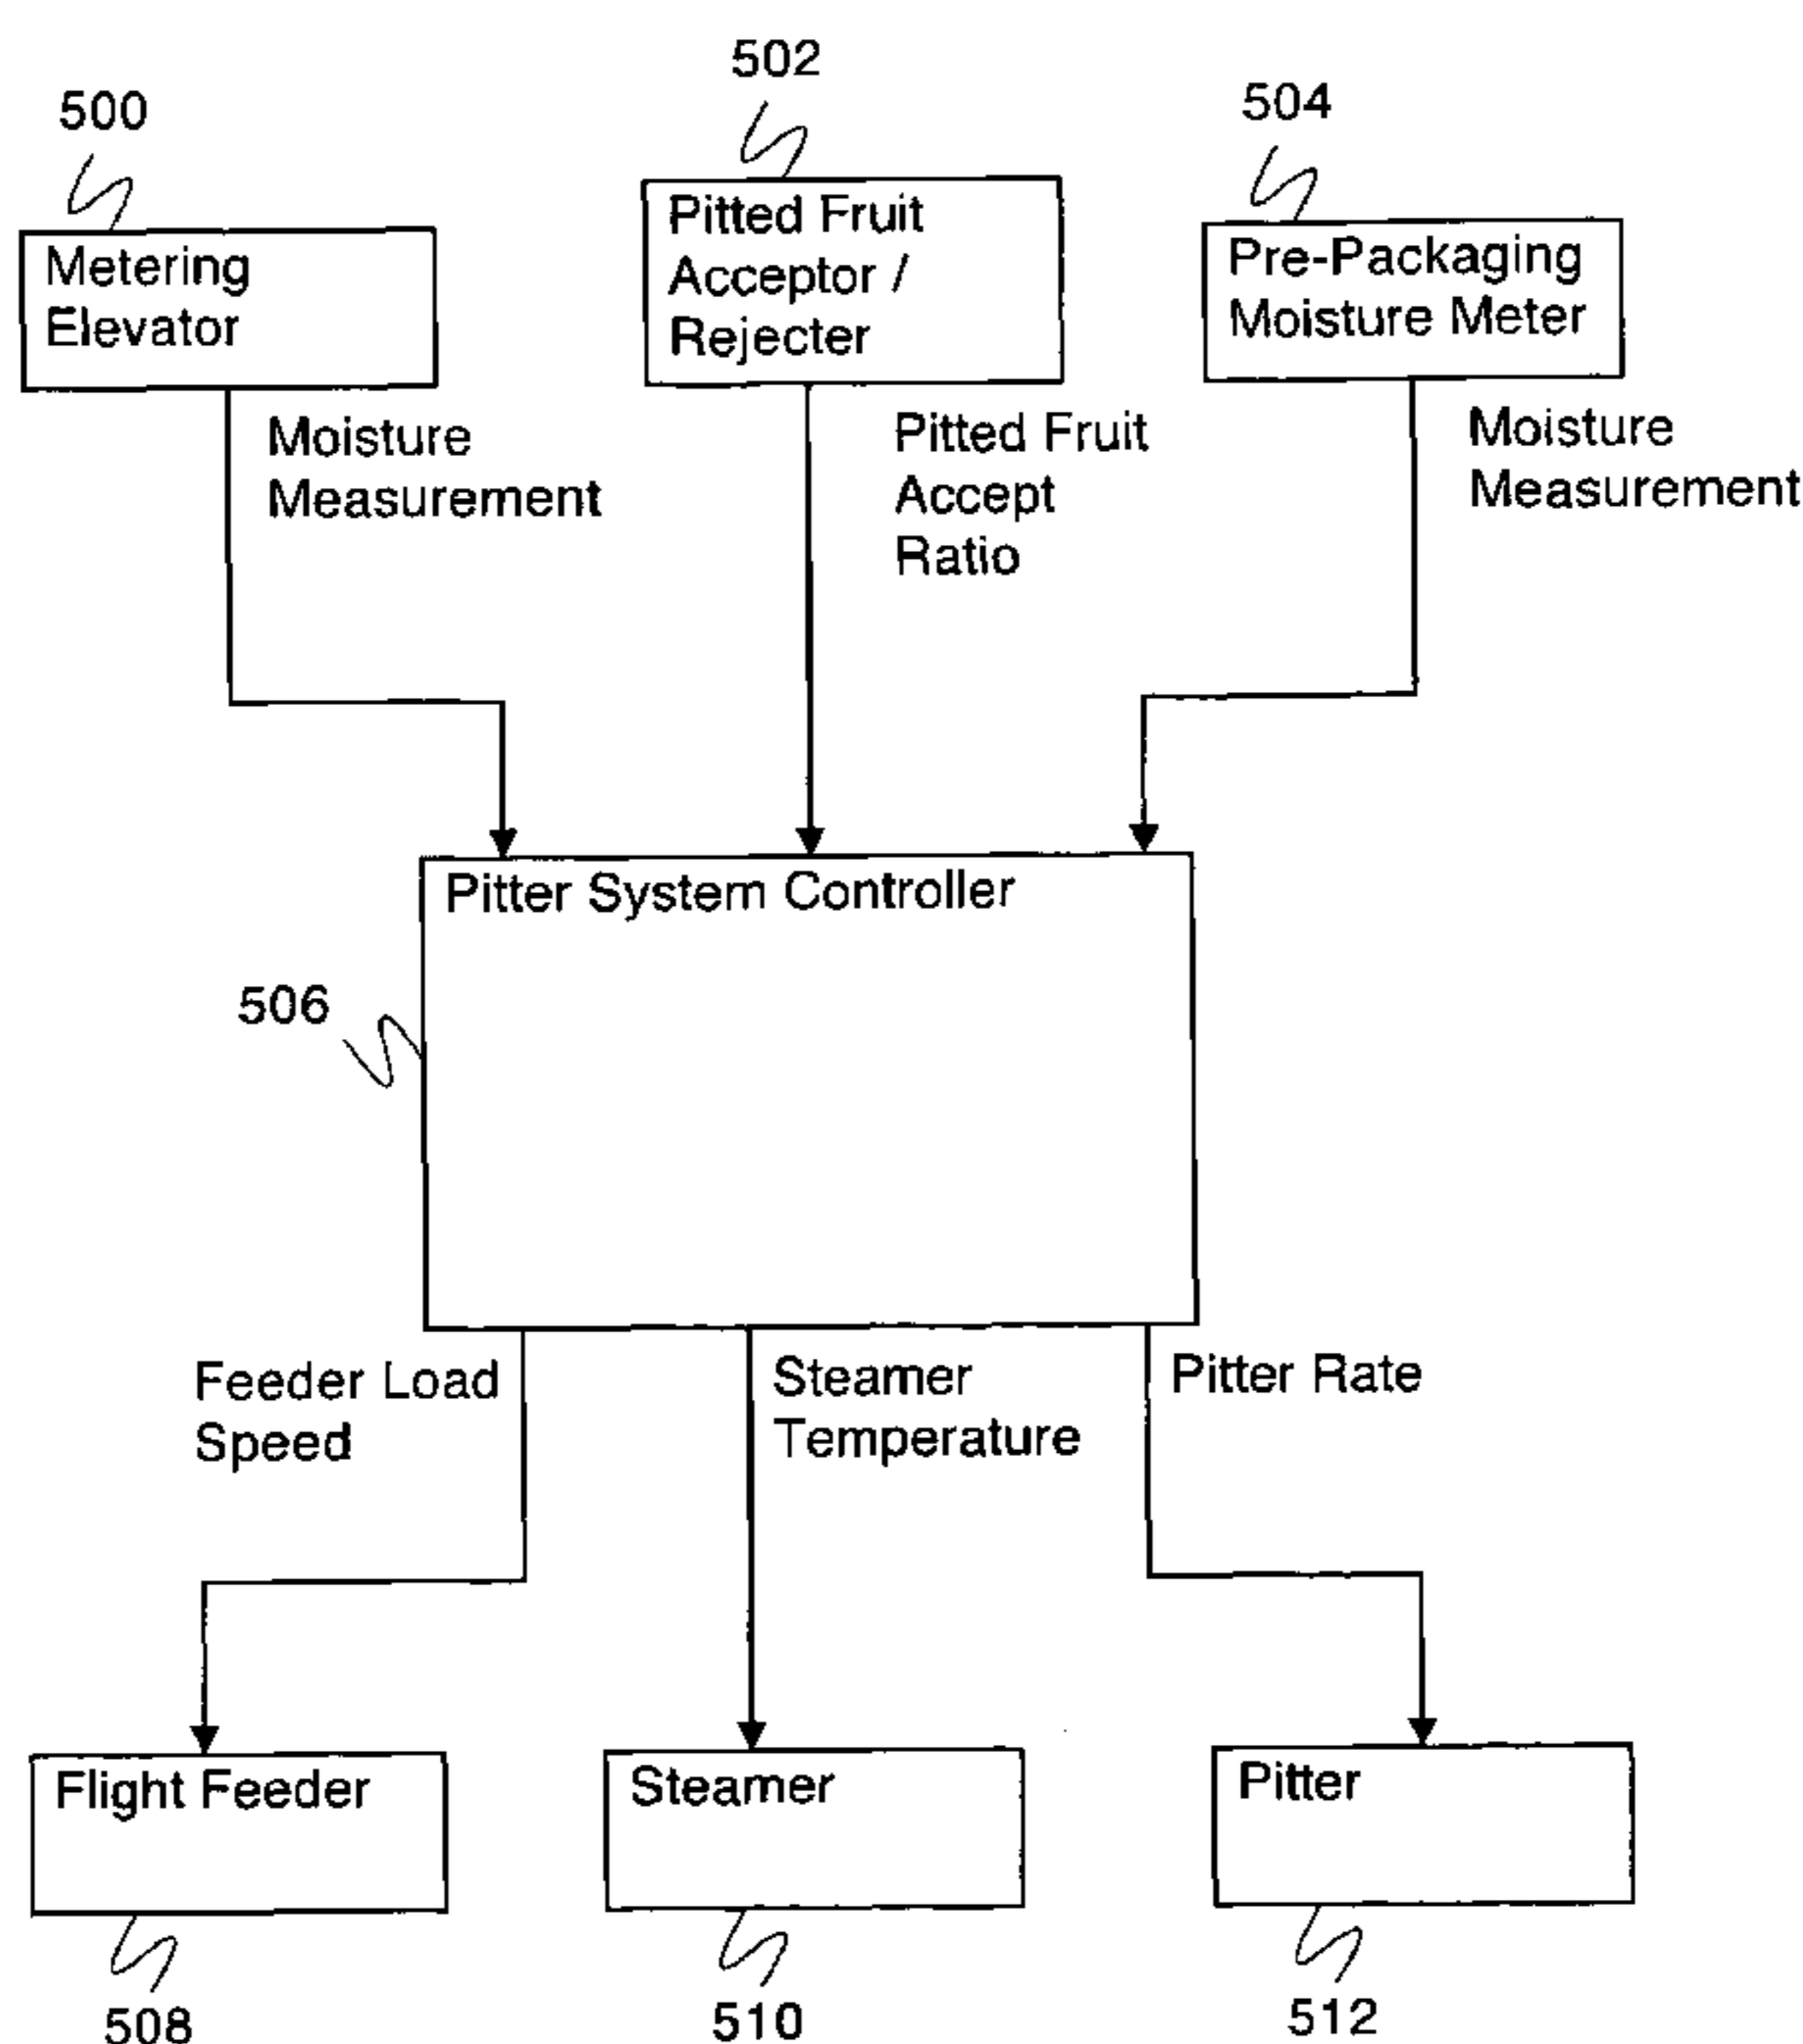 502
500
504
Metering
Elevator
Pitted Fruit
Acceptor /
Rejecter
Pre-Packaging
Moisture Meter
Moisture
Measurement
Pitted Fruit
Accept
Ratio
Moisture
Measurement
Pitter System Controller
506
Feeder Load
Speed
Steamer
Temperature
Pitter Rate
Flight Feeder
Steamer
Pitter
508
510
512